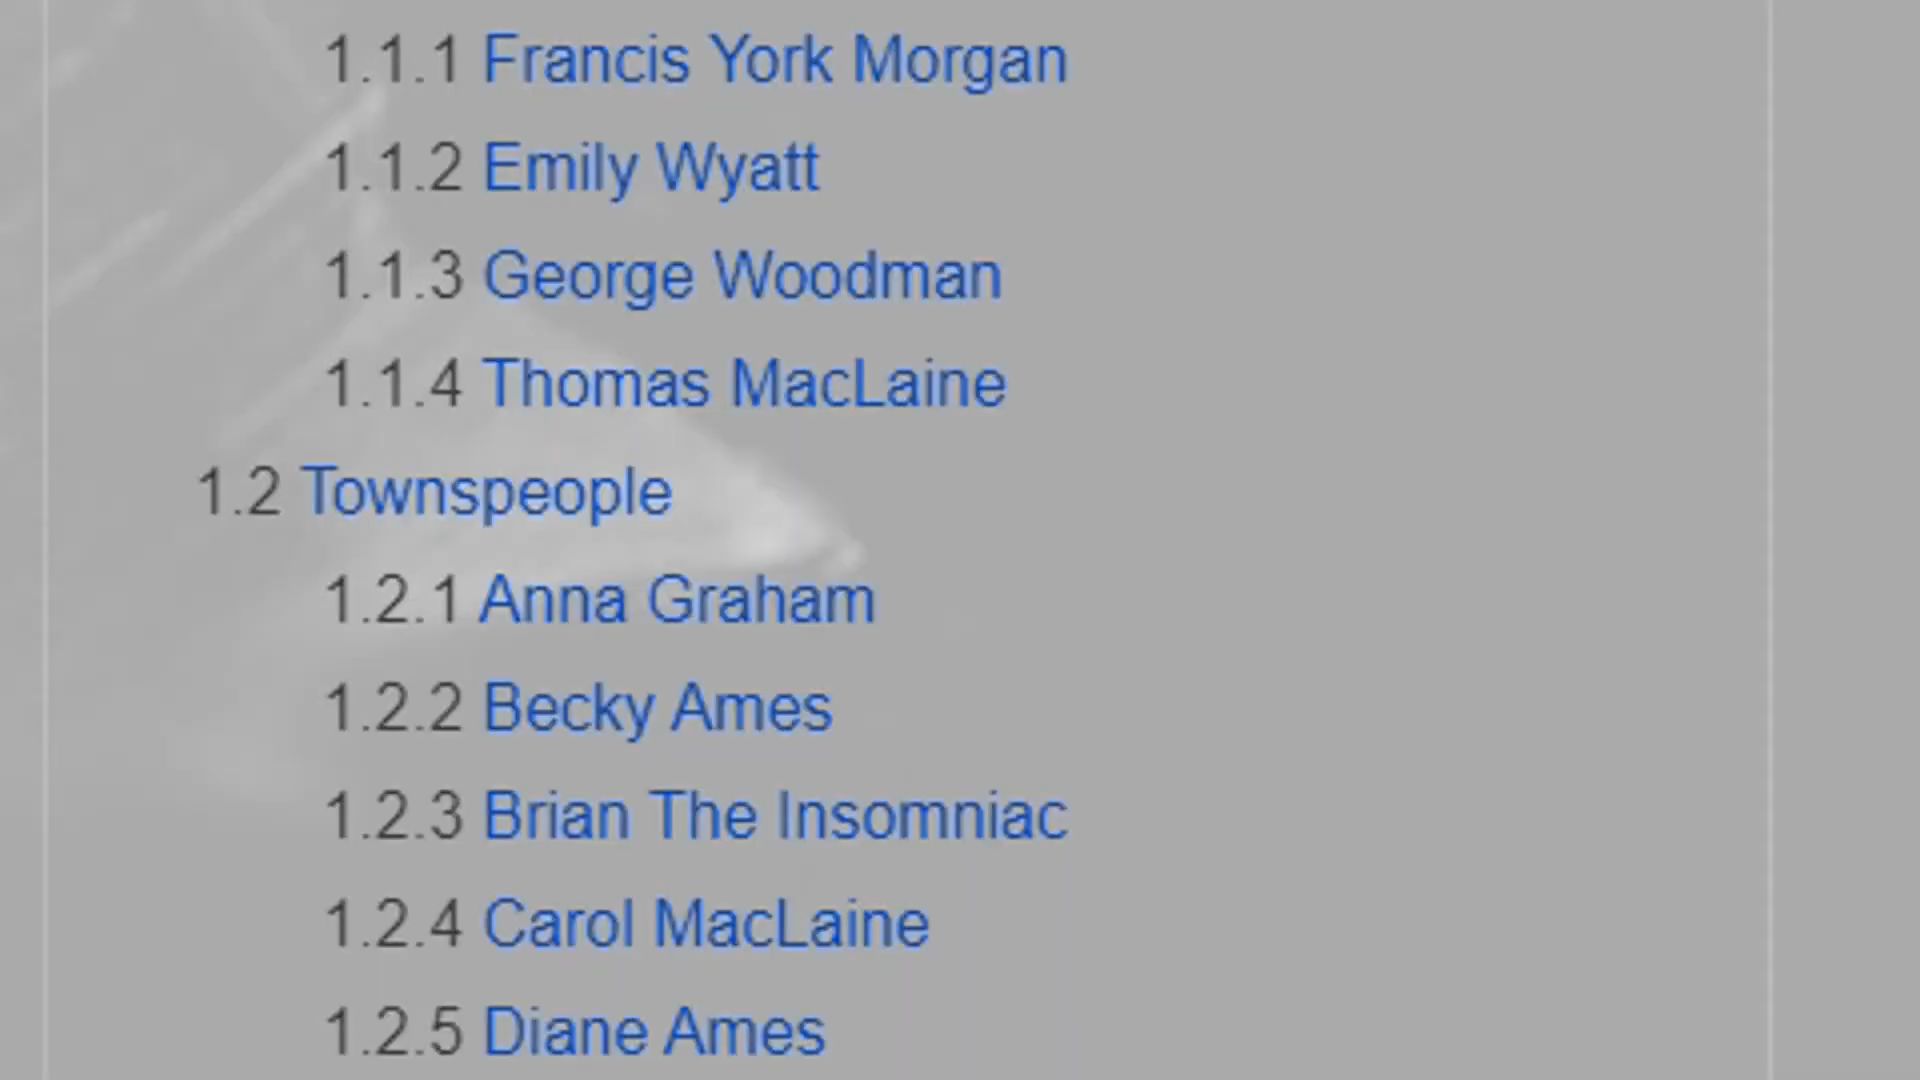 1.1.1 Francis York Morgan
1.1.2 Emily Wyatt
1.1.3 George Woodman
1.1.4 Thomas MacLaine
1.2 Townspeople
1.2.1 Anna Graham
1.2.2 Becky Ames
1.2.3 Brian The Insomniac
1.2.4 Carol MacLaine
1.2.5 Diane Ames